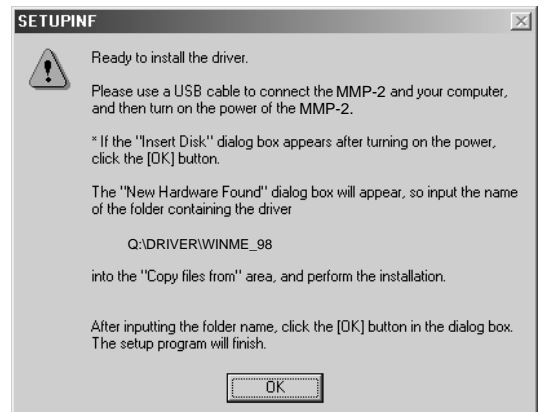 SETUPINF
Ready to install the driver.
Please use a USB cable to connect the MMP-2 and your computer,
and then turn on the power of the MMP-2.
* If the "Insert Disk" dialog box appears after turning on the power,
click the [OK] button.
The "New Hardware Found" dialog box will appear, so input the name
of the folder containing the driver
Q:\DRIVER\WINME_98
into the "Copy files from" area, and perform the installation.
After inputting the folder name, click the [OK] button in the dialog box.
The setup program will finish.
OK